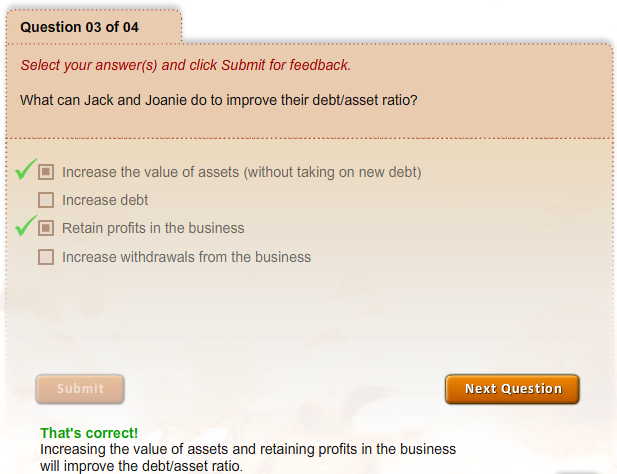 Question 03 of 04
Select your answer(s) and click Submit for feedback.
What can Jack and Joanie do to improve their debt/asset ratio?
Increase the value of assets (without taking on new debt)
Increase debt
Retain profits in the business
Increase withdrawals from the business
Submit
Next Question
That's correct!
Increasing the value of assets and retaining profits in the business
will improve the debt/asset ratio.